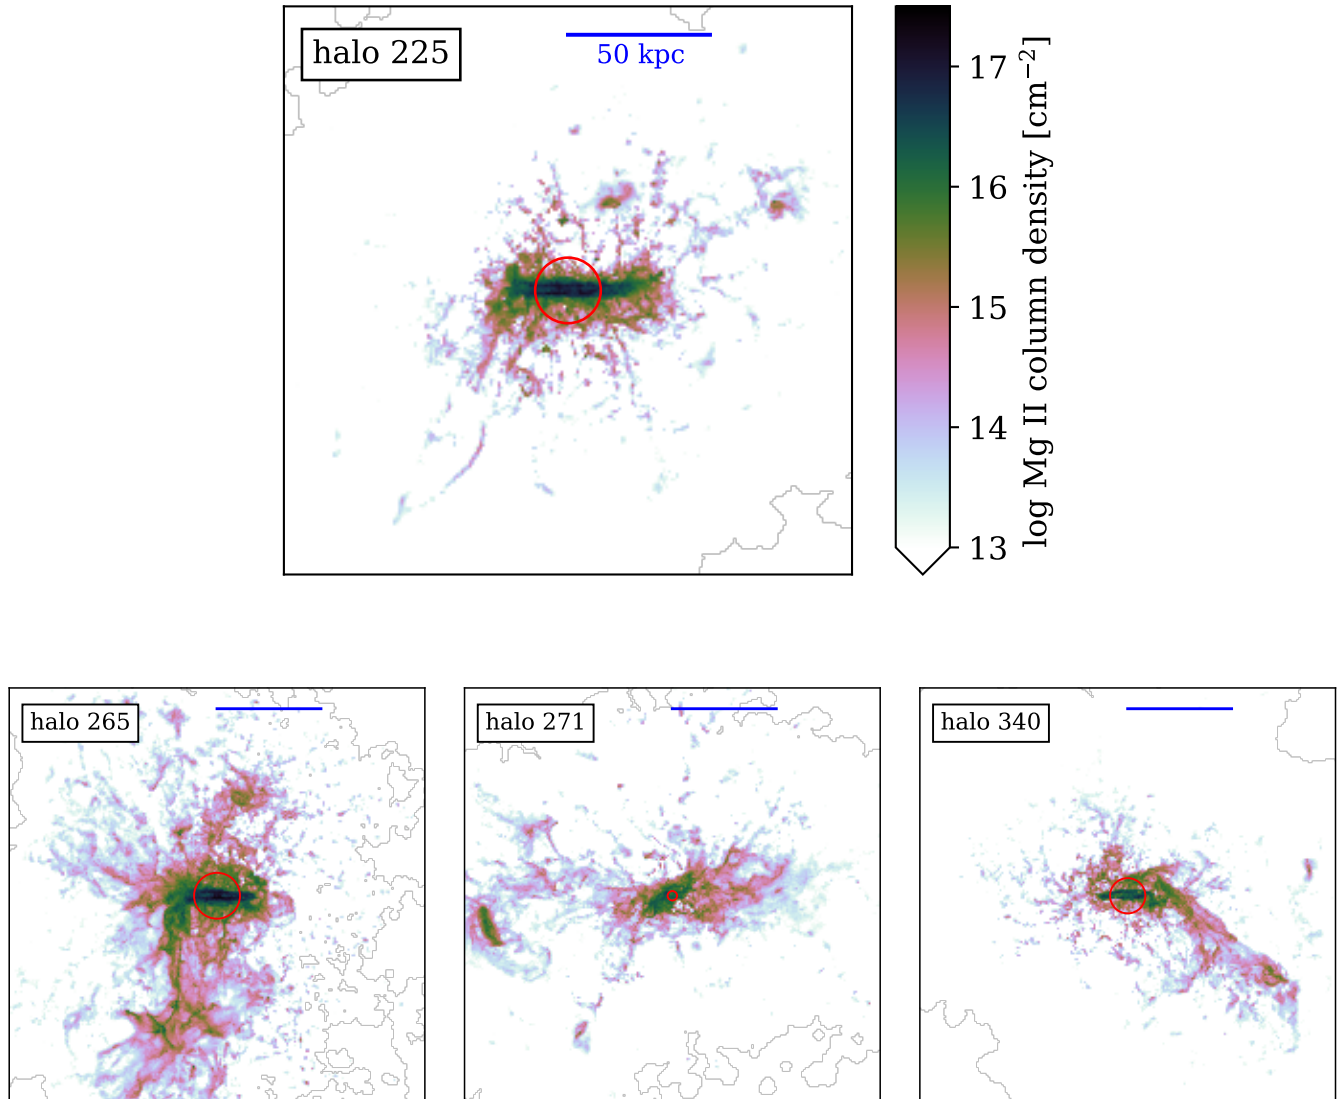 halo 225
50 kpc
17
16
15
14
13
log Mg II column density [cm⁻²]
halo 265
halo 271
halo 340